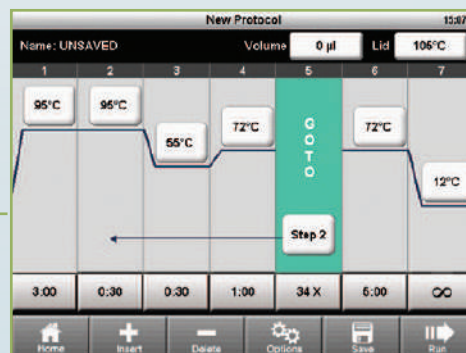 New Protocol 15:07
Name: UNSAVED Volume 0 µl Lid 105°C
1 2 3 4 5 6 7
95°C 95°C 55°C 72°C GOTO 72°C 12°C
Step 2
3:00 0:30 0:30 1:00 34 X 5:00 ∞
Home Insert Delete Options Save Run